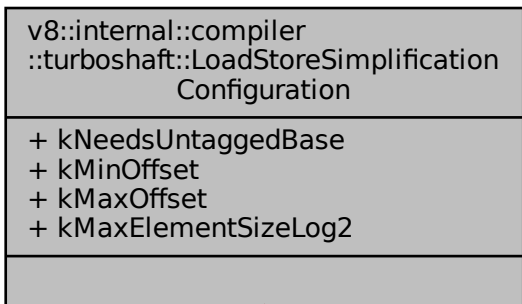 v8::internal::compiler
::turboshaft::LoadStoreSimplification
Configuration
+ kNeedsUntaggedBase
+ kMinOffset
+ kMaxOffset
+ kMaxElementSizeLog2